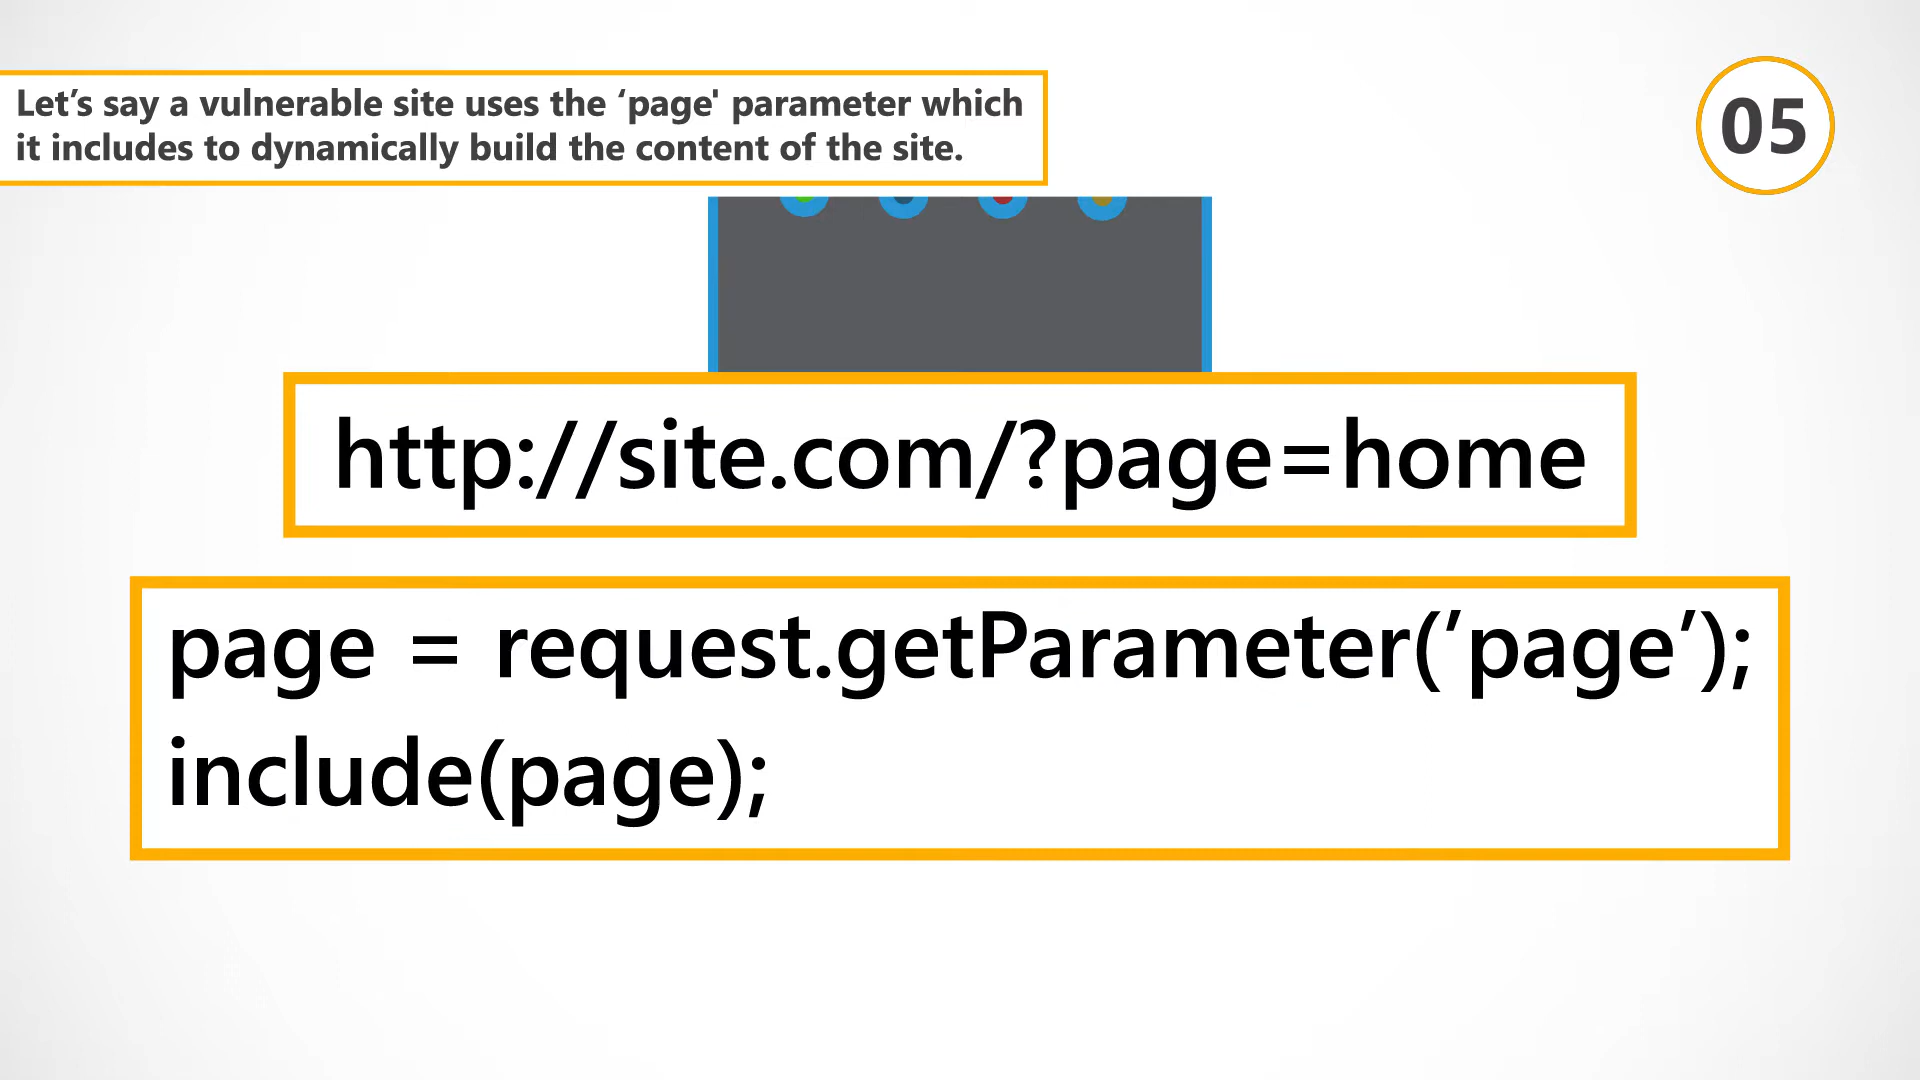 Let’s say a vulnerable site uses the ‘page' parameter which
it includes to dynamically build the content of the site.
05
http://site.com/?page=home
page = request.getParameter(’page’);
include(page);